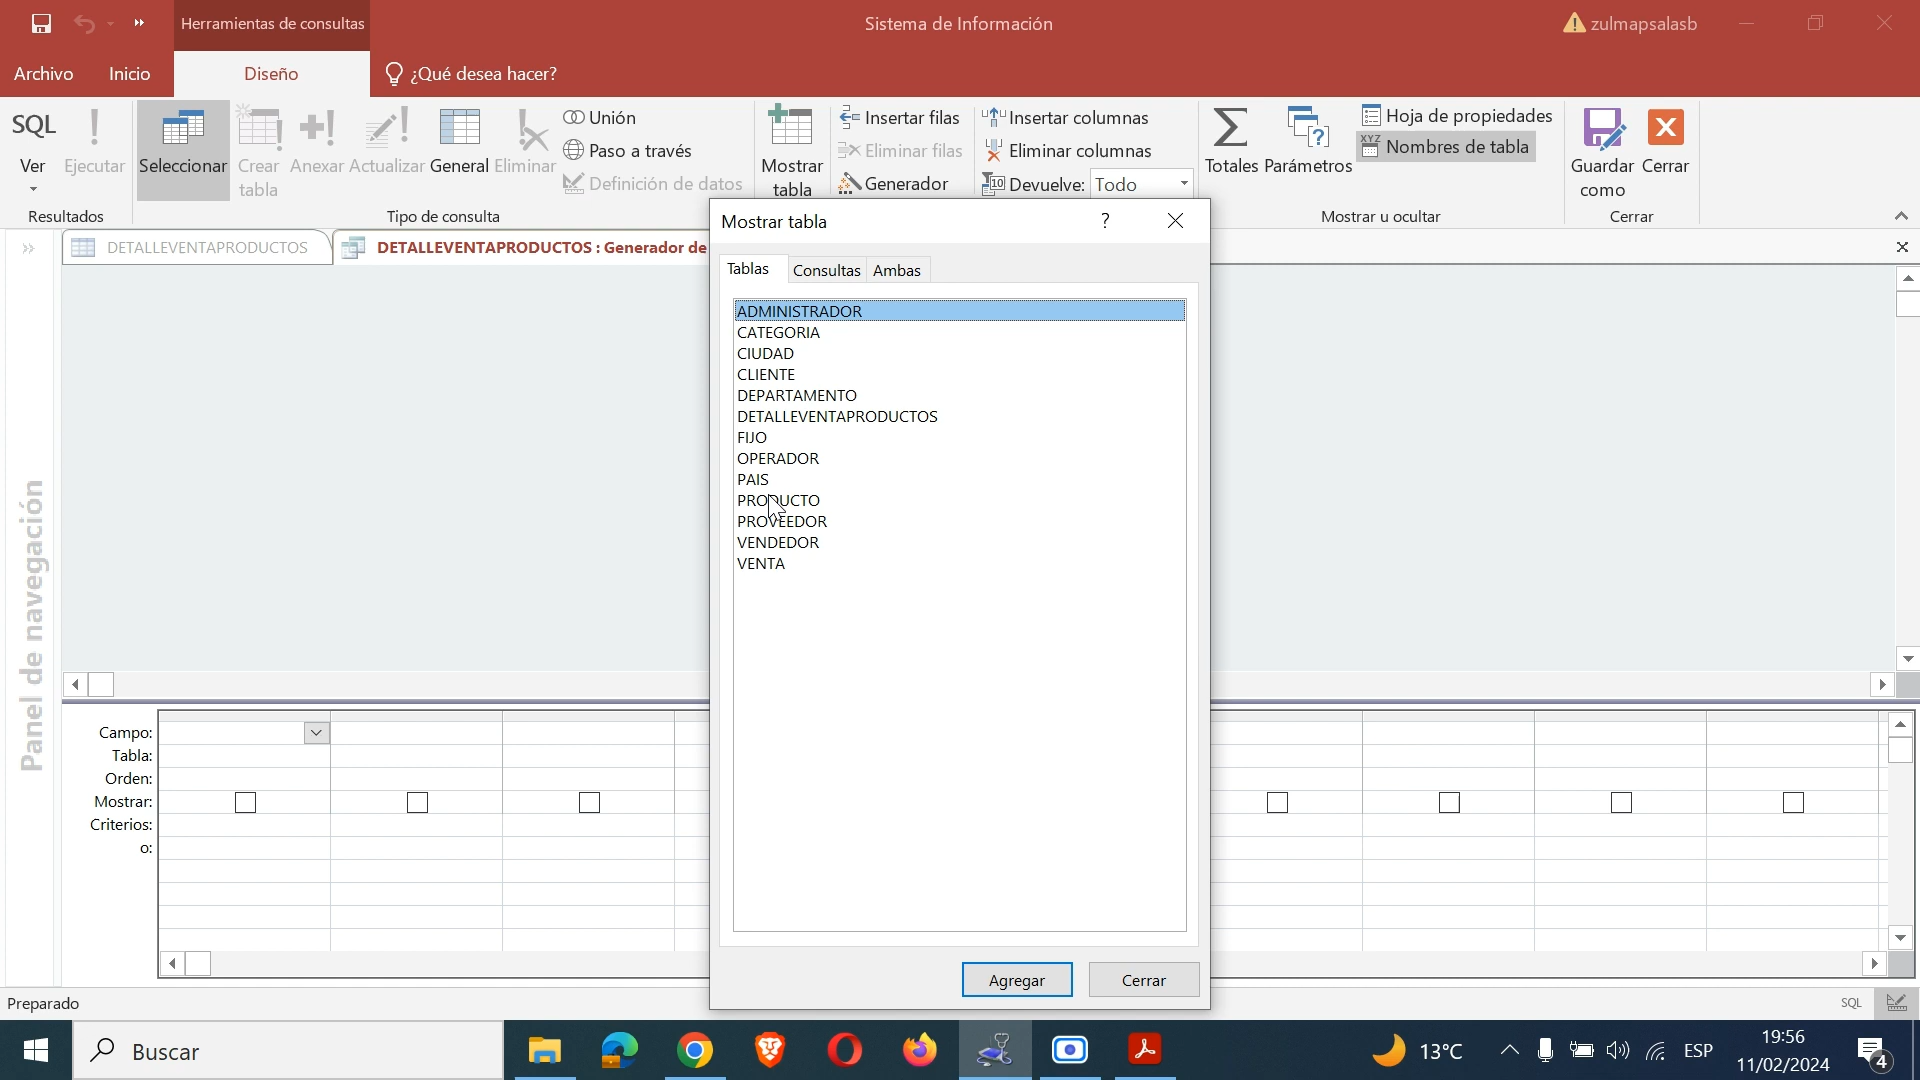 Herramientas de consultas
Sistema de Información
zulmapsalasb
Archivo
Inicio
Diseño
¿Qué desea hacer?
SQL
Ver
Ejecutar
Seleccionar
Crear
tabla
Anexar
Actualizar
General
Eliminar
Unión
Paso a través
Definición de datos
Mostrar
tabla
Insertar filas
Eliminar filas
Generador
Insertar columnas
Eliminar columnas
Devuelve:
Todo
Totales
Parámetros
Hoja de propiedades
XYZ
Nombres de tabla
Guardar
como
Cerrar
Resultados
Tipo de consulta
Mostrar u ocultar
Cerrar
DETALLEVENTAPRODUCTOS
DETALLEVENTAPRODUCTOS : Generador de
Mostrar tabla
?
Tablas
Consultas
Ambas
ADMINISTRADOR
CATEGORIA
CIUDAD
CLIENTE
DEPARTAMENTO
DETALLEVENTAPRODUCTOS
FIJO
OPERADOR
PAIS
PRODUCTO
PROVEEDOR
VENDEDOR
VENTA
Agregar
Cerrar
Panel de navegación
Campo:
Tabla:
Orden:
Mostrar:
Criterios:
o:
Preparado
SQL
Buscar
13°C
ESP
19:56
11/02/2024
4